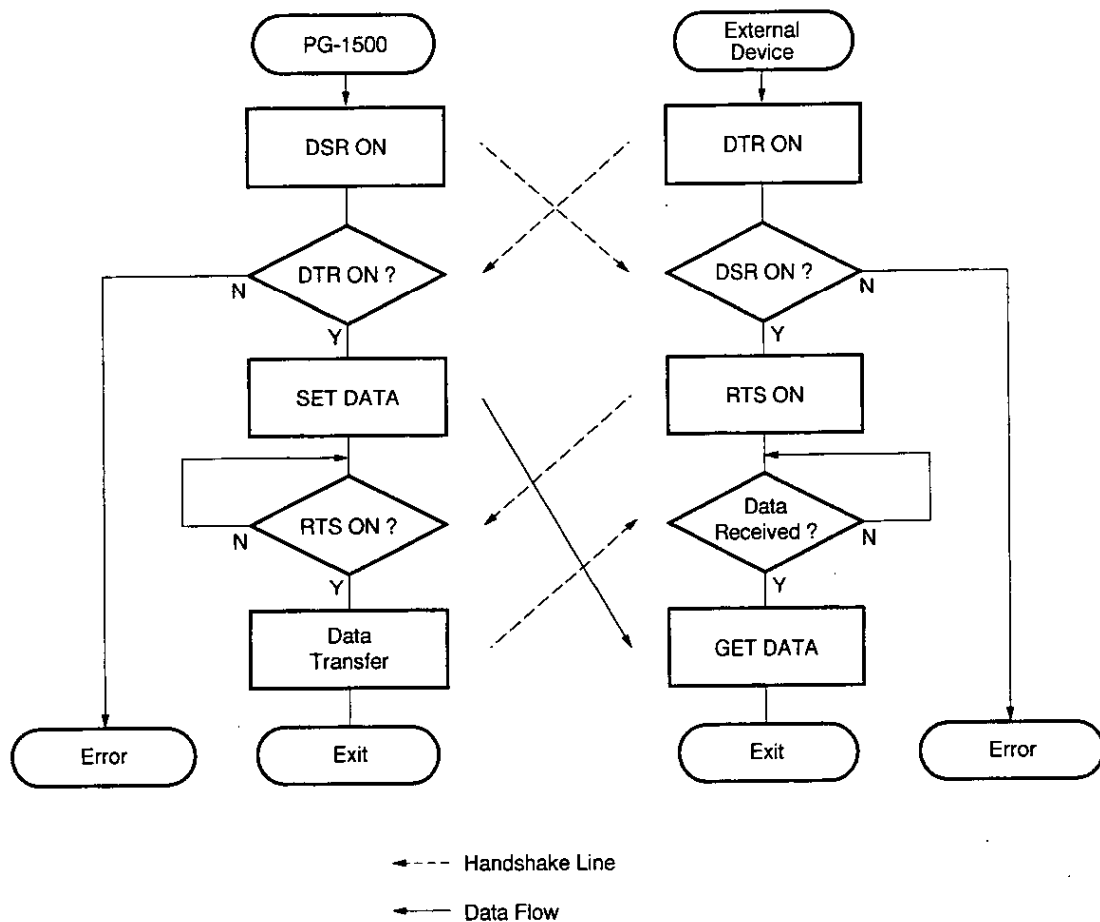 PG-1500
External
Device
DSR ON
DTR ON
DTR ON ?
N
Y
DSR ON ?
N
Y
SET DATA
RTS ON
RTS ON ?
N
Y
Data
Received ?
N
Y
Data
Transfer
GET DATA
Error
Exit
Exit
Error
Handshake Line
Data Flow